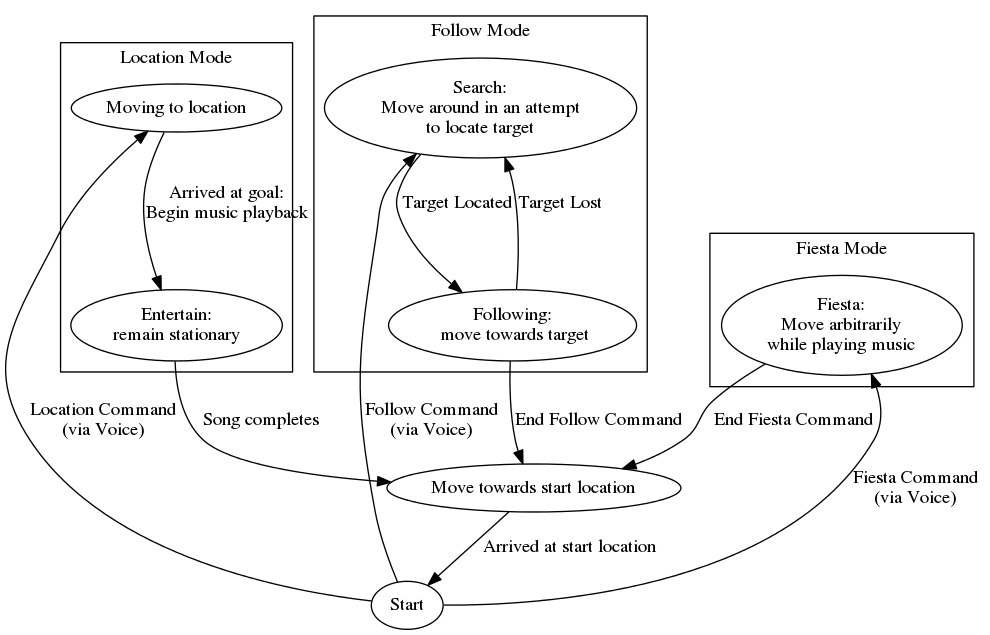 Location Mode
Moving to location
Arrived at goal:
Begin music playback
Entertain:
remain stationary
Follow Mode
Search:
Move around in an attempt
to locate target
Target Located
Target Lost
Following:
move towards target
Fiesta Mode
Fiesta:
Move arbitrarily
while playing music
Location Command
(via Voice)
Song completes
Follow Command
(via Voice)
End Follow Command
End Fiesta Command
Fiesta Command
(via Voice)
Move towards start location
Arrived at start location
Start